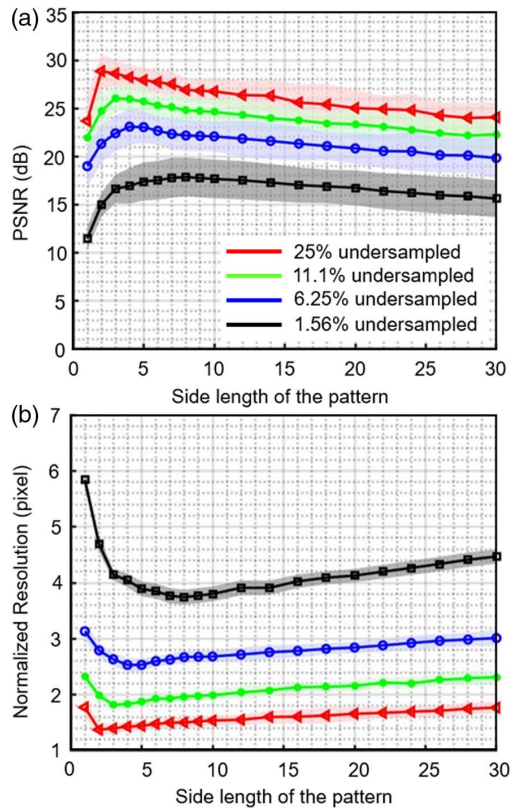 (a)
35
30
25
20
15
10
5
0
PSNR (dB)
25% undersampled
11.1% undersampled
6.25% undersampled
1.56% undersampled
0 5 10 15 20 25 30
Side length of the pattern
(b)
7
6
5
4
3
2
1
Normalized Resolution (pixel)
0 5 10 15 20 25 30
Side length of the pattern